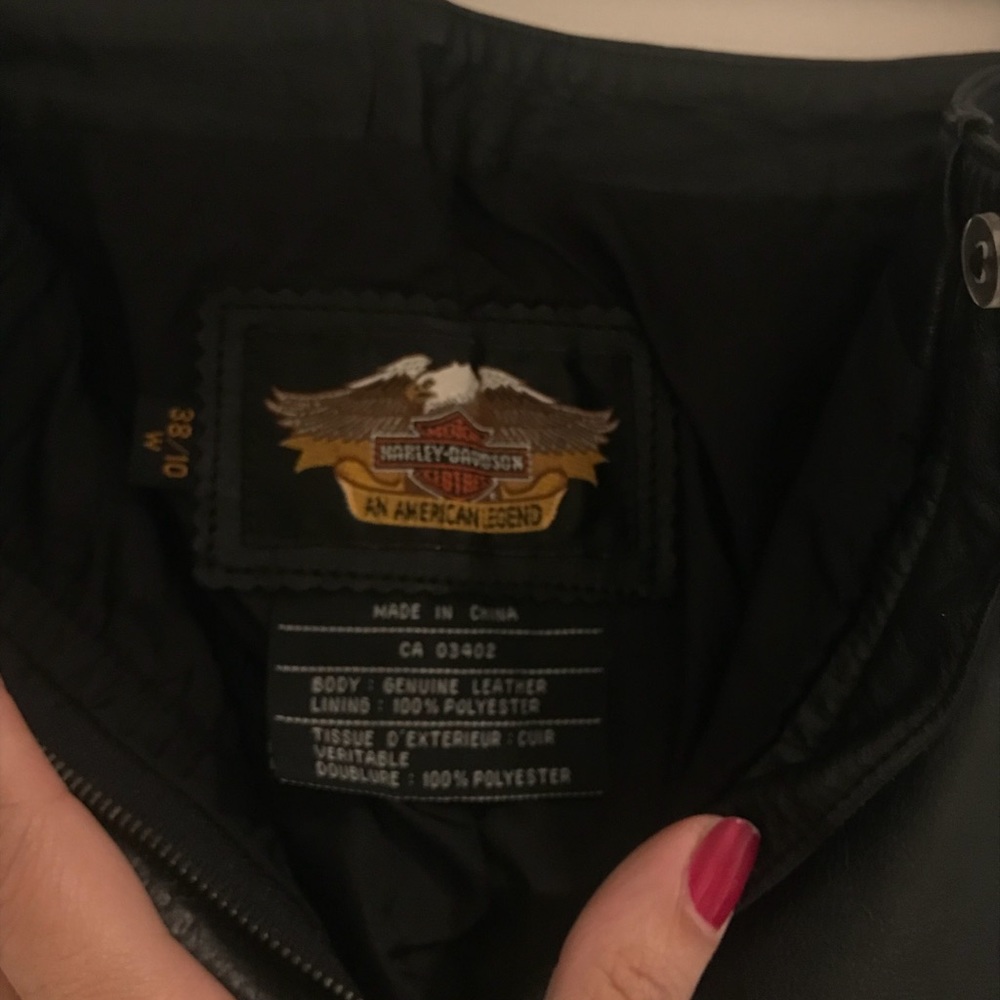 38/10
W
AMERICAN
HARLEY-DAVIDSON
AN AMERICAN LEGEND
MADE IN CHINA
CA 03402
BODY : GENUINE LEATHER
LINING : 100% POLYESTER
TISSUE D'EXTERIEUR : CUIR
VERITABLE
DOUBLURE : 100% POLYESTER